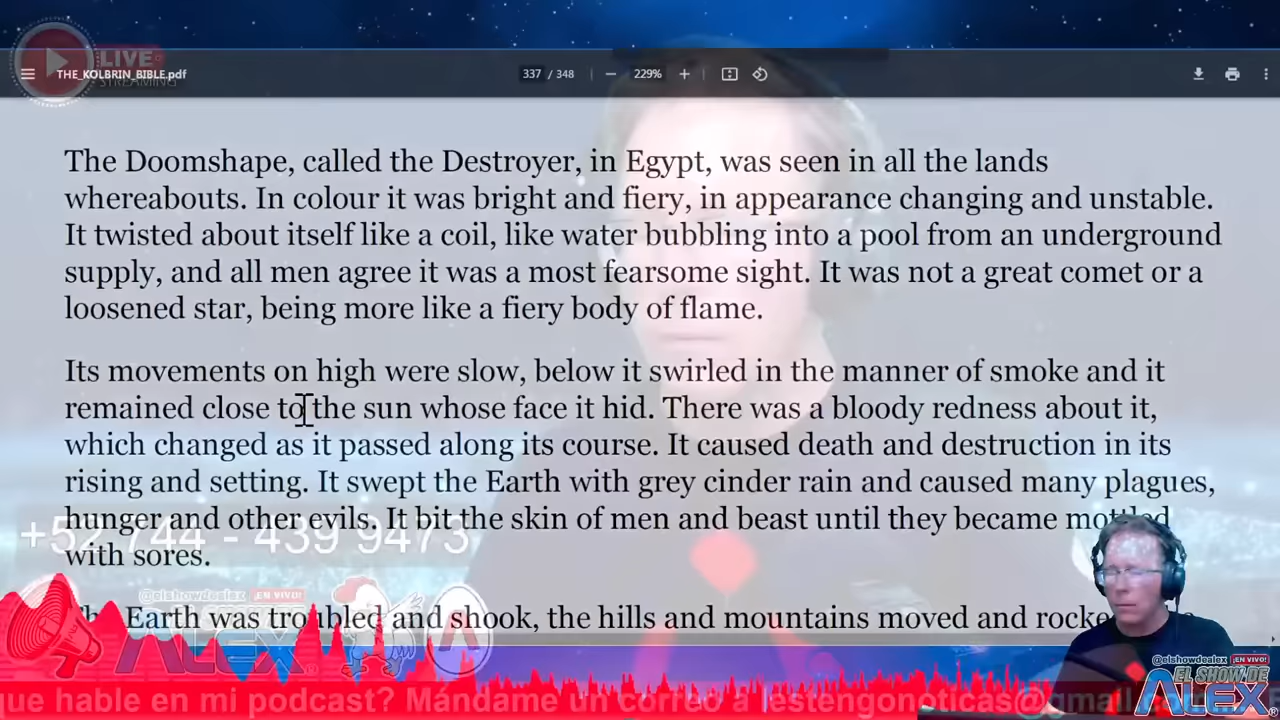 LIVE
STREAMING
THE_KOLBRIN_BIBLE.pdf
337 / 348
229%
The Doomshape, called the Destroyer, in Egypt, was seen in all the lands
whereabouts. In colour it was bright and fiery, in appearance changing and unstable.
It twisted about itself like a coil, like water bubbling into a pool from an underground
supply, and all men agree it was a most fearsome sight. It was not a great comet or a
loosened star, being more like a fiery body of flame.
Its movements on high were slow, below it swirled in the manner of smoke and it
remained close to the sun whose face it hid. There was a bloody redness about it,
which changed as it passed along its course. It caused death and destruction in its
rising and setting. It swept the Earth with grey cinder rain and caused many plagues,
hunger and other evils. It bit the skin of men and beast until they became mottled
with sores.
+52 744 - 439 9473
The Earth was troubled and shook, the hills and mountains moved and rocke
@elshowdealex ¡EN VIVO!
EL SHOW DE
ALEX
@elshowdealex ¡EN VIVO!
EL SHOW DE
ALEX
que hable en mi podcast? Mándame un correo a